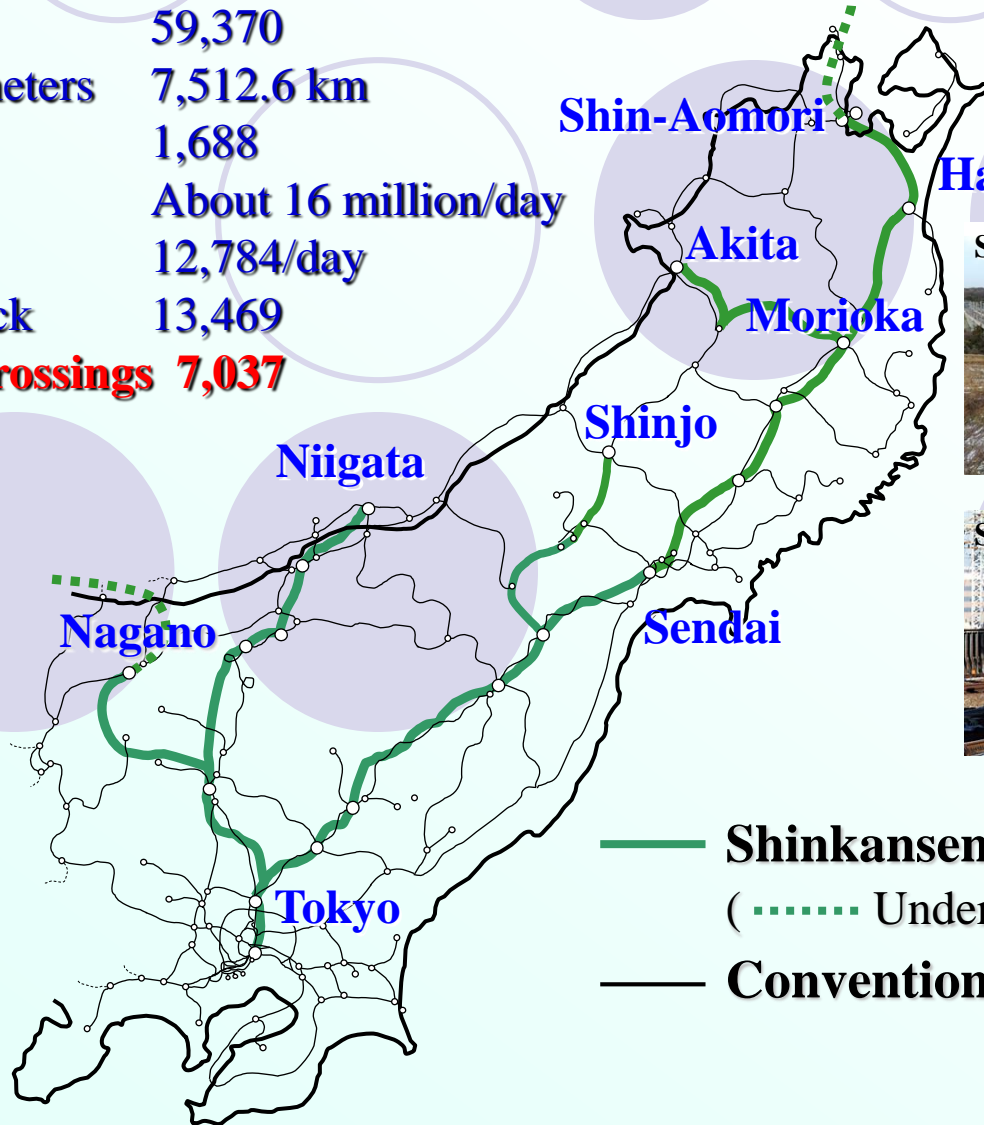 59,370
eters 7,512.6 km
1,688
About 16 million/day
12,784/day
ck 13,469
rossings 7,037
Shin-Aomori
Ha
Akita
Morioka
Shinjo
Niigata
Nagano
Sendai
Tokyo
Shinkansen
( Under
Convention